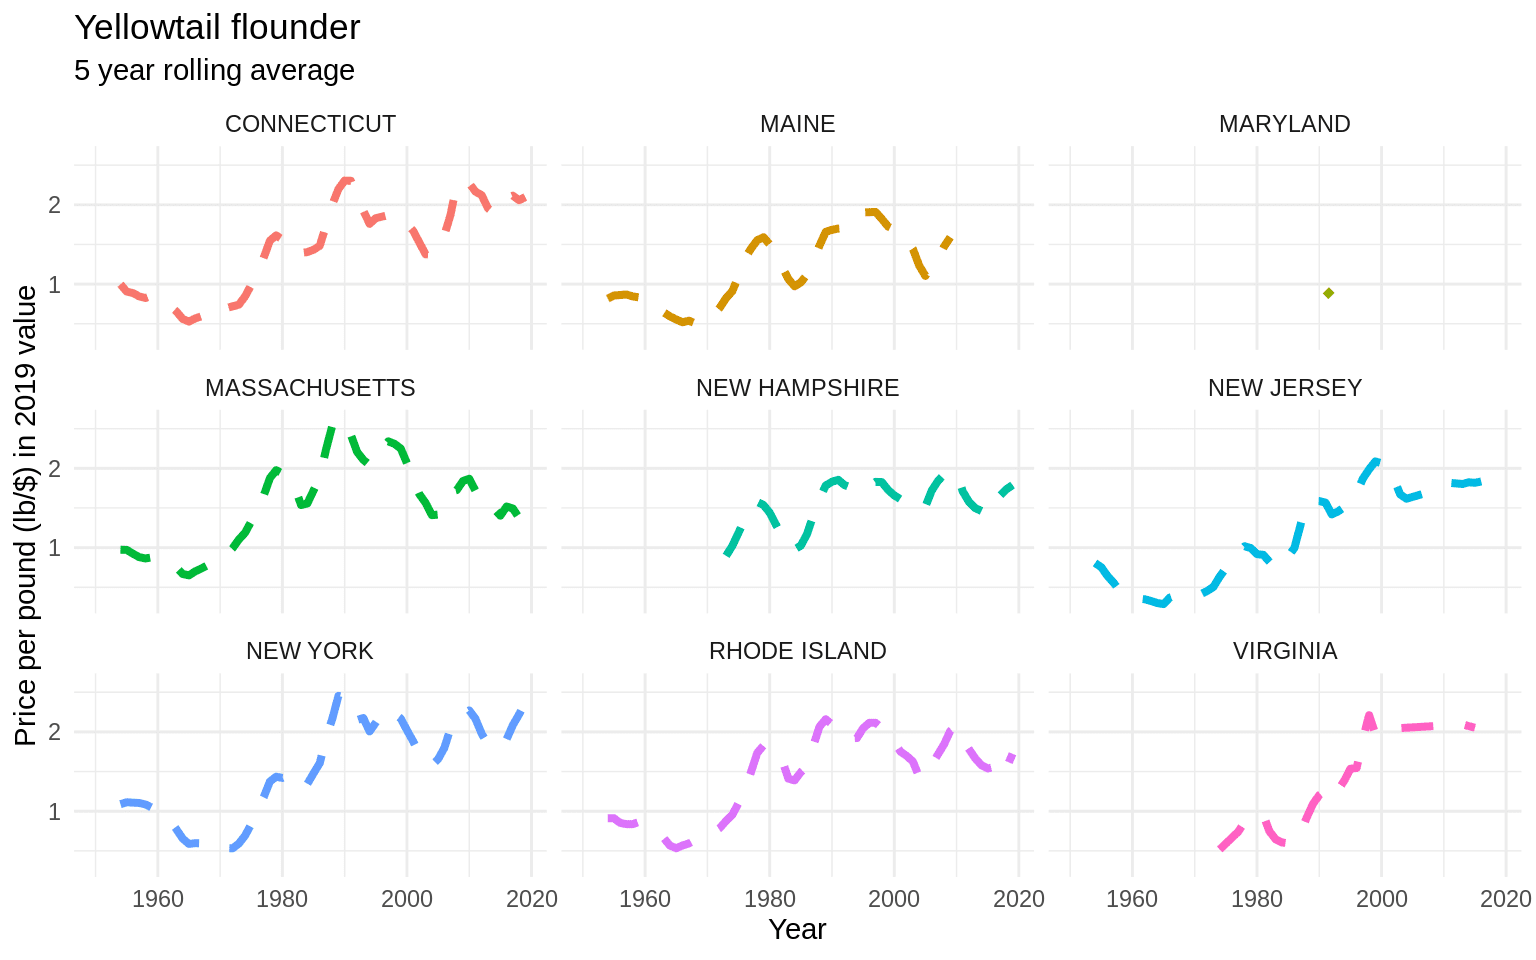 Yellowtail flounder
5 year rolling average
CONNECTICUT
MAINE
MARYLAND
2
1
MASSACHUSETTS
NEW HAMPSHIRE
NEW JERSEY
2
1
NEW YORK
RHODE ISLAND
VIRGINIA
2
1
Price per pound (lb/$) in 2019 value
1960 1980 2000 2020 1960 1980 2000 2020 1960 1980 2000 2020
Year